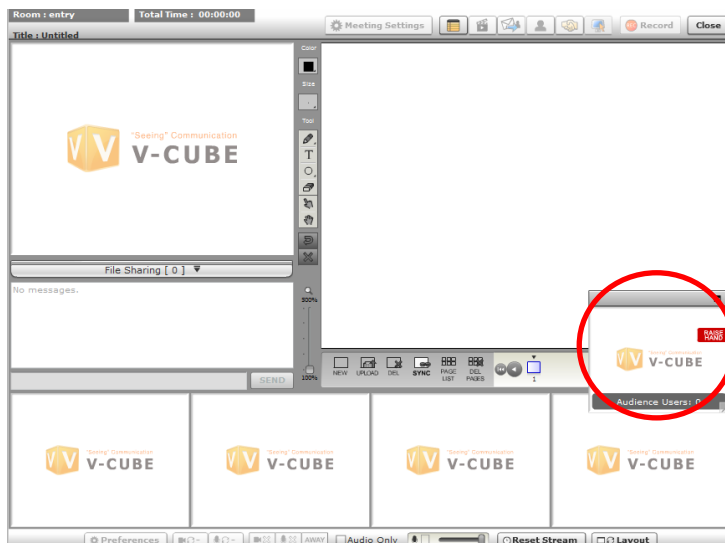 Room : entry
Total Time : 00:00:00
Title : Untitled
Meeting Settings
Record
Close
Color
Size
Tool
T
"Seeing" Communication
V-CUBE
File Sharing [ 0 ]
No messages.
SEND
500%
100%
NEW
UPLOAD
DEL
SYNC
PAGE LIST
DEL PAGES
1
RAISE HAND
"Seeing" Communication
V-CUBE
Audience Users: 0
"Seeing" Communication
V-CUBE
"Seeing" Communication
V-CUBE
"Seeing" Communication
V-CUBE
"Seeing" Communication
V-CUBE
Preferences
AWAY
Audio Only
Reset Stream
Layout